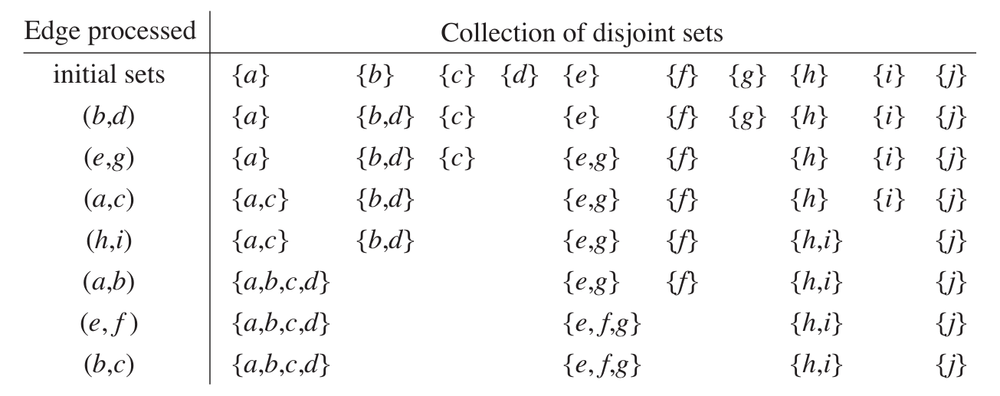 Edge processed Collection of disjoint sets
initial sets {a} {b} {c} {d} {e} {f} {g} {h} {i} {j}
(b,d) {a} {b,d} {c} {e} {f} {g} {h} {i} {j}
(e,g) {a} {b,d} {c} {e,g} {f} {h} {i} {j}
(a,c) {a,c} {b,d} {e,g} {f} {h} {i} {j}
(h,i) {a,c} {b,d} {e,g} {f} {h,i} {j}
(a,b) {a,b,c,d} {e,g} {f} {h,i} {j}
(e,f) {a,b,c,d} {e,f,g} {h,i} {j}
(b,c) {a,b,c,d} {e,f,g} {h,i} {j}